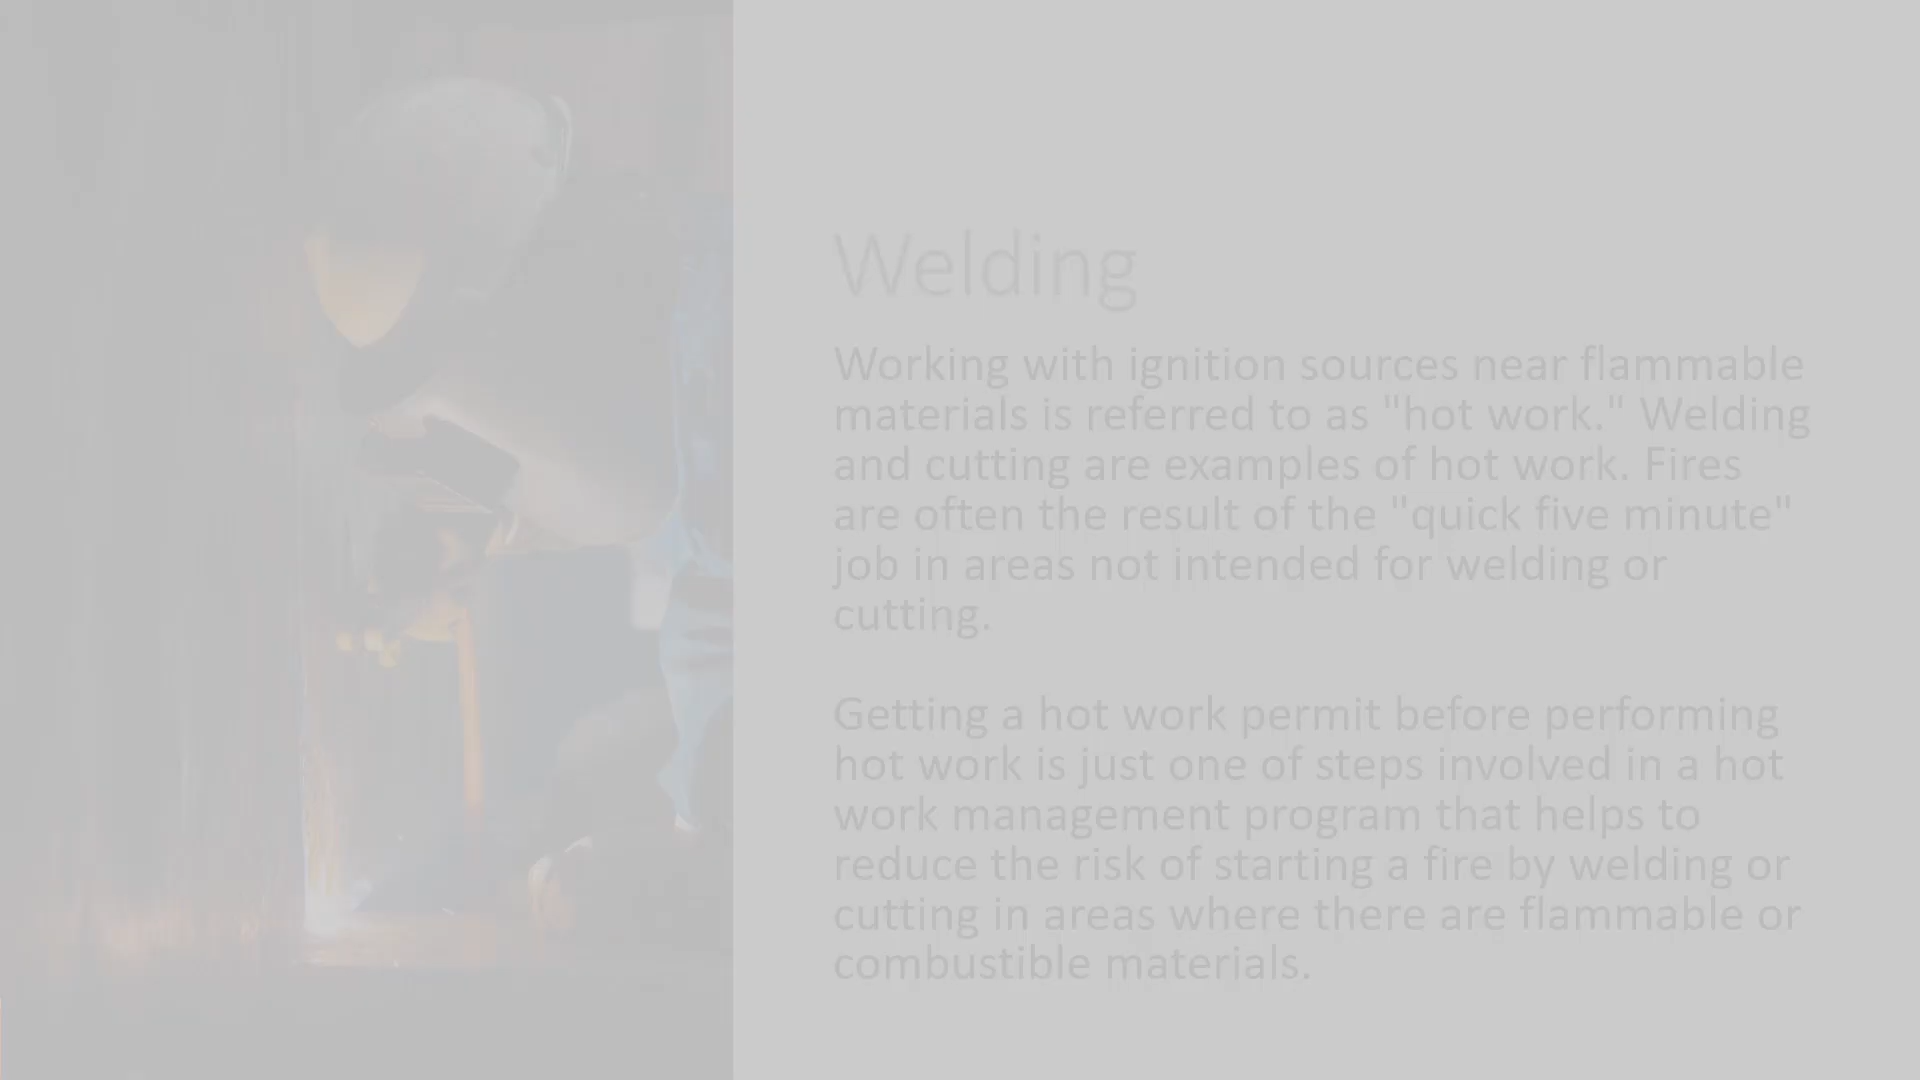 Welding
Working with ignition sources near flammable
materials is referred to as "hot work." Welding
and cutting are examples of hot work. Fires
are often the result of the "quick five minute"
job in areas not intended for welding or
cutting.
Getting a hot work permit before performing
hot work is just one of steps involved in a hot
work management program that helps to
reduce the risk of starting a fire by welding or
cutting in areas where there are flammable or
combustible materials.